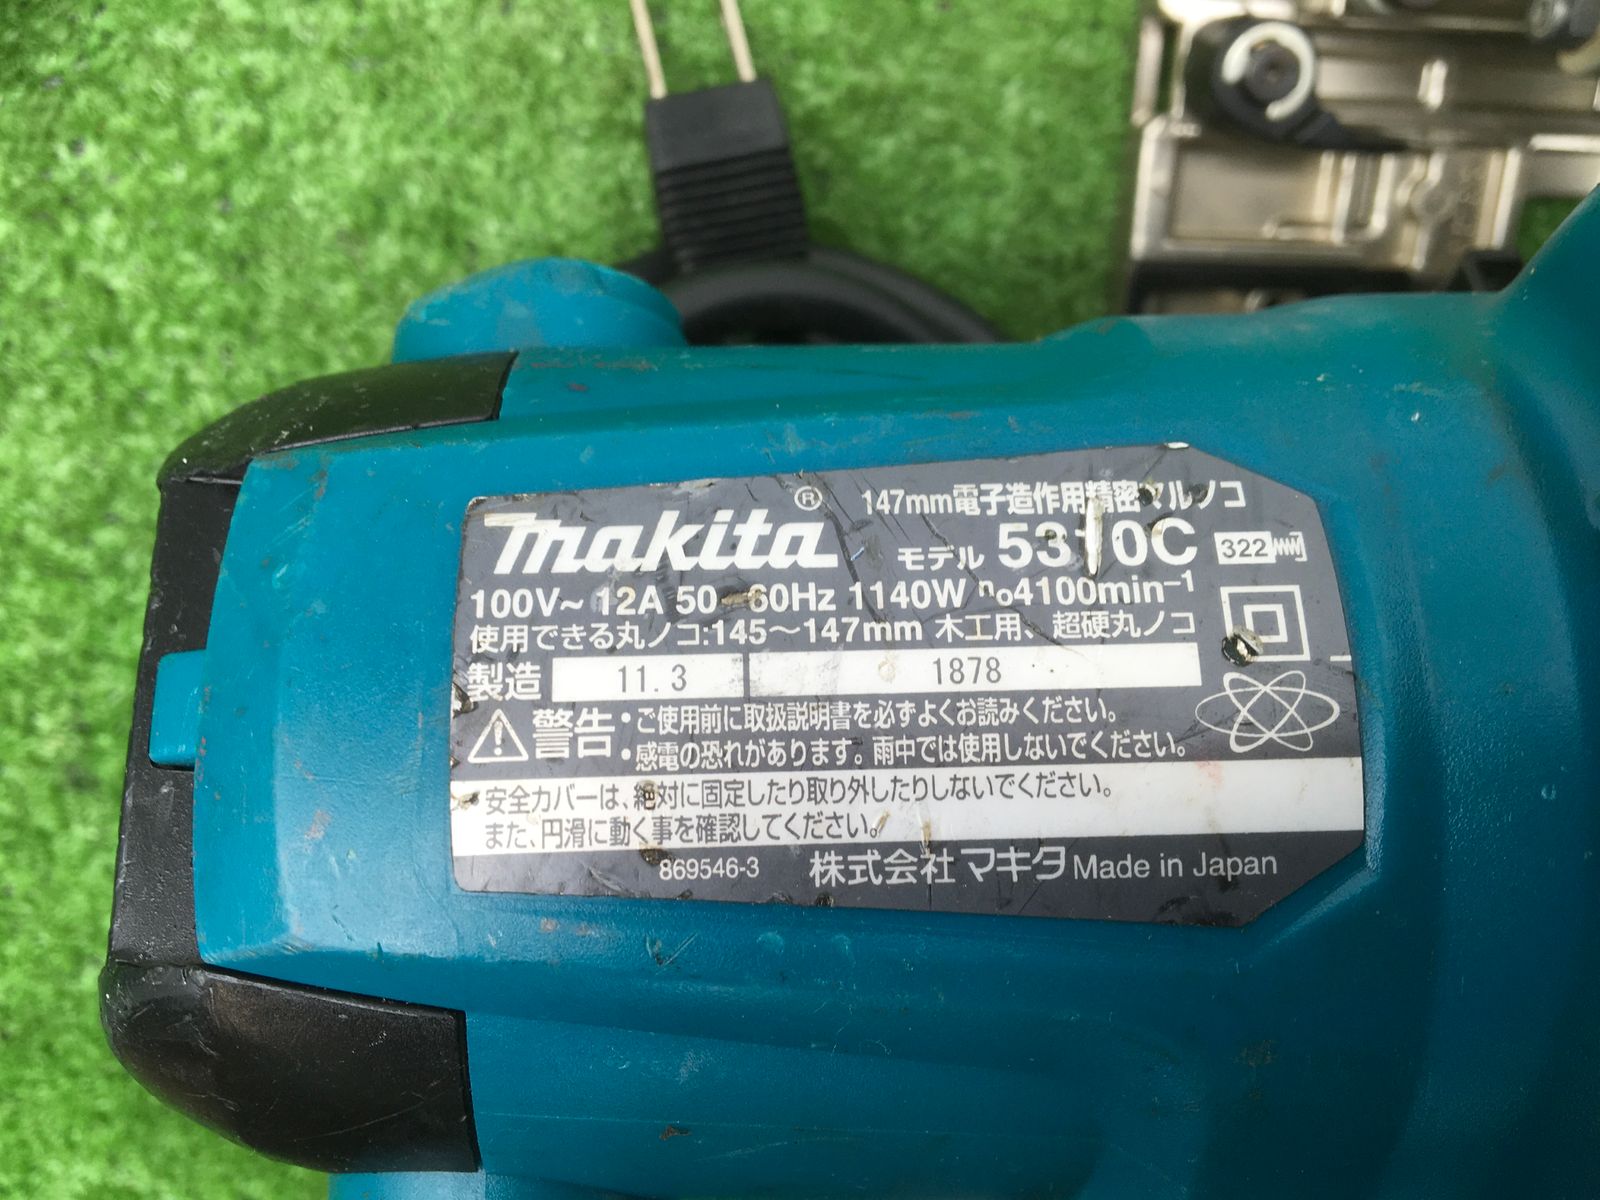 makita®
147mm電子造作用精密マルノコ
モデル 5310C 322
100V~ 12A 50-60Hz 1140W n₀4100min⁻¹
使用できる丸ノコ:145～147mm 木工用、超硬丸ノコ
製造 11.3 1878
警告・ご使用前に取扱説明書を必ずよくお読みください。
・感電の恐れがあります。雨中では使用しないでください。
・安全カバーは、絶対に固定したり取り外したりしないでください。
また、円滑に動く事を確認してください。
869546-3 株式会社マキタ Made in Japan